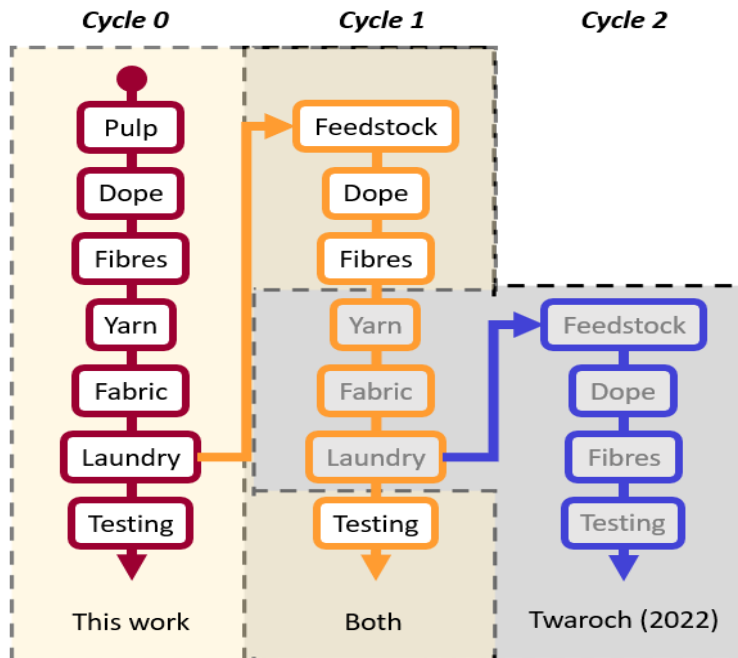 Cycle 0
Cycle 1
Cycle 2
Pulp
Dope
Fibres
Yarn
Fabric
Laundry
Testing
This work
Feedstock
Dope
Fibres
Yarn
Fabric
Laundry
Testing
Both
Feedstock
Dope
Fibres
Testing
Twaroch (2022)